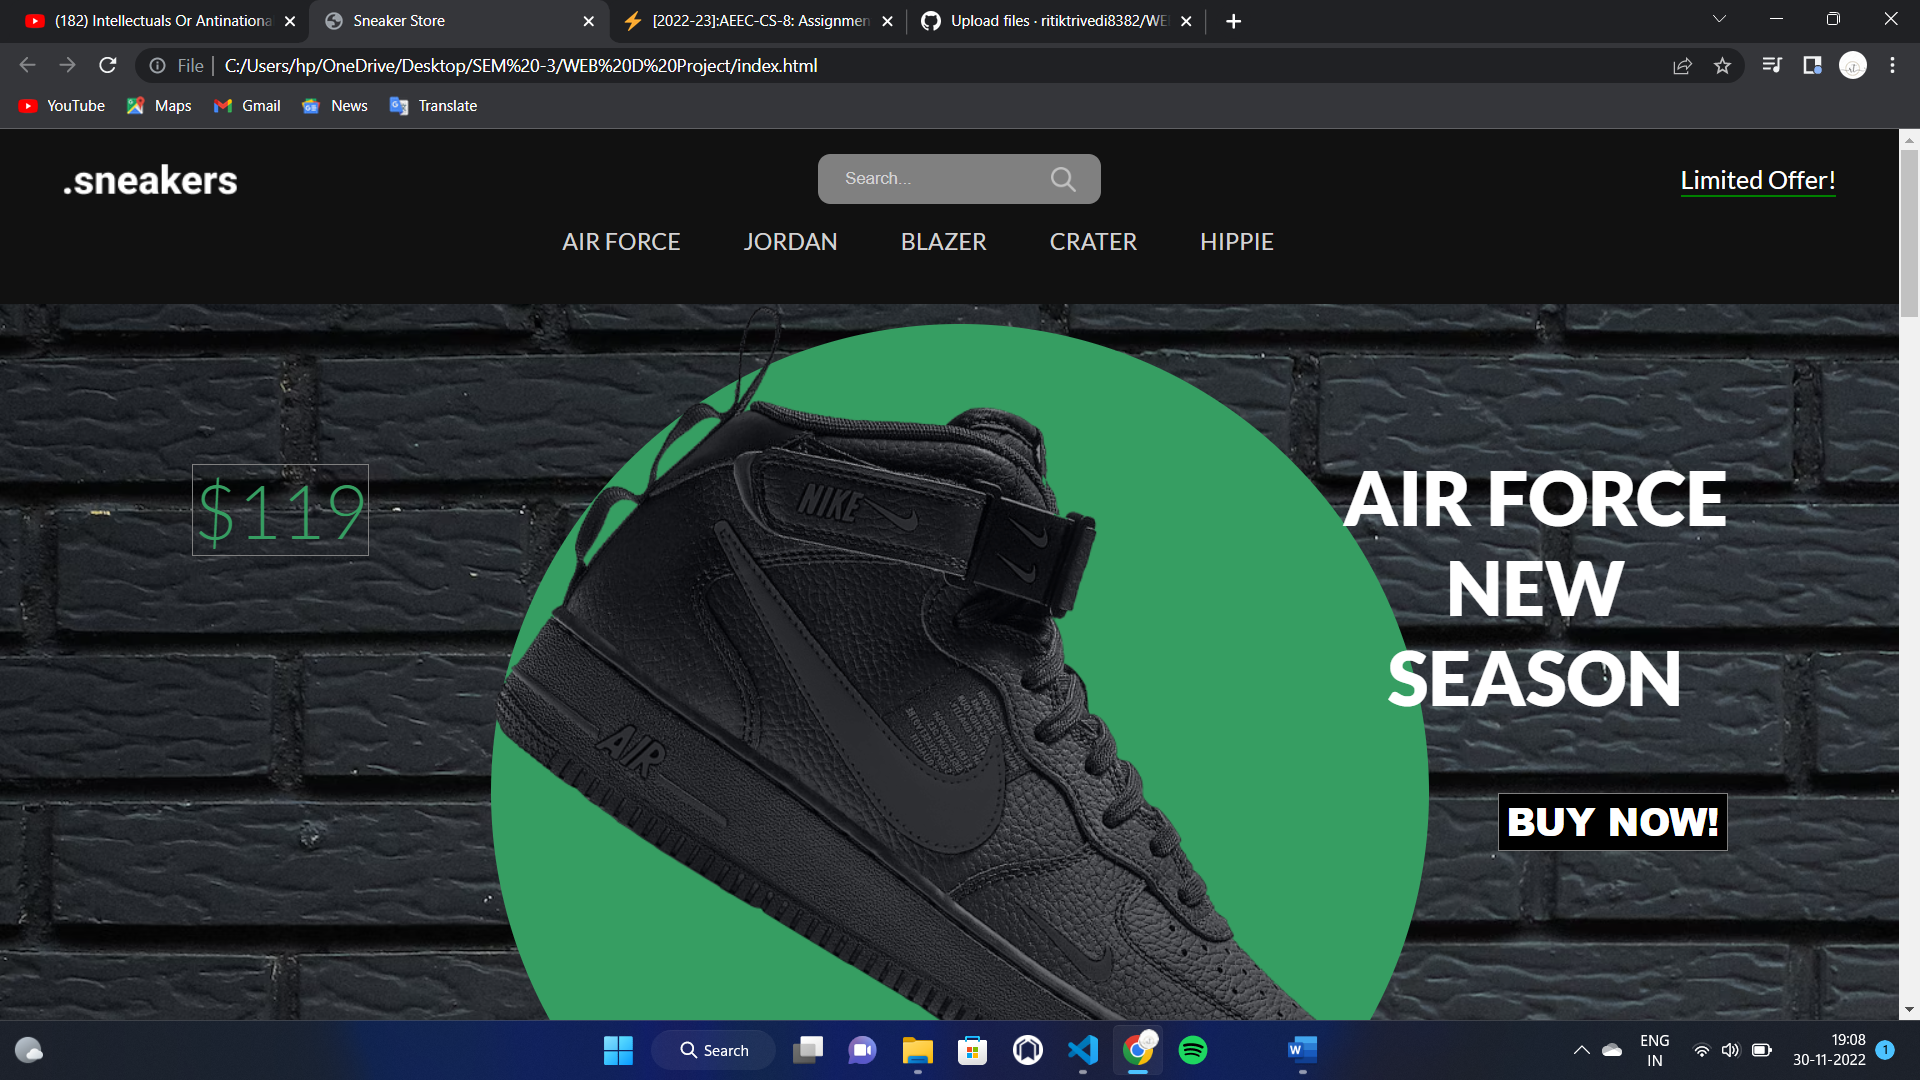 (182) Intellectuals Or Antinationa
Sneaker Store
[2022-23]:AEEC-CS-8: Assignmen
Upload files · ritiktrivedi8382/WE
File
C:/Users/hp/OneDrive/Desktop/SEM%20-3/WEB%20D%20Project/index.html
YouTube
Maps
Gmail
News
Translate
.sneakers
Search...
Limited Offer!
AIR FORCE
JORDAN
BLAZER
CRATER
HIPPIE
$119
NIKE
AIR
AIR FORCE
NEW
SEASON
BUY NOW!
Search
ENG
IN
19:08
30-11-2022
1